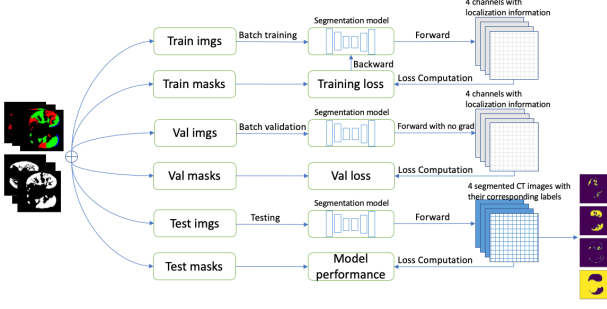 4 channels with
localization information
Segmentation model
Train imgs
Batch training
Forward
Backward
Train masks
Training loss
Loss Computation
4 channels with
localization information
Segmentation model
Val imgs
Batch validation
Forward with no grad
Val masks
Val loss
Loss Computation
4 segmented CT images with
their corresponding labels
Segmentation model
Test imgs
Testing
Forward
Test masks
Model
performance
Loss Computation